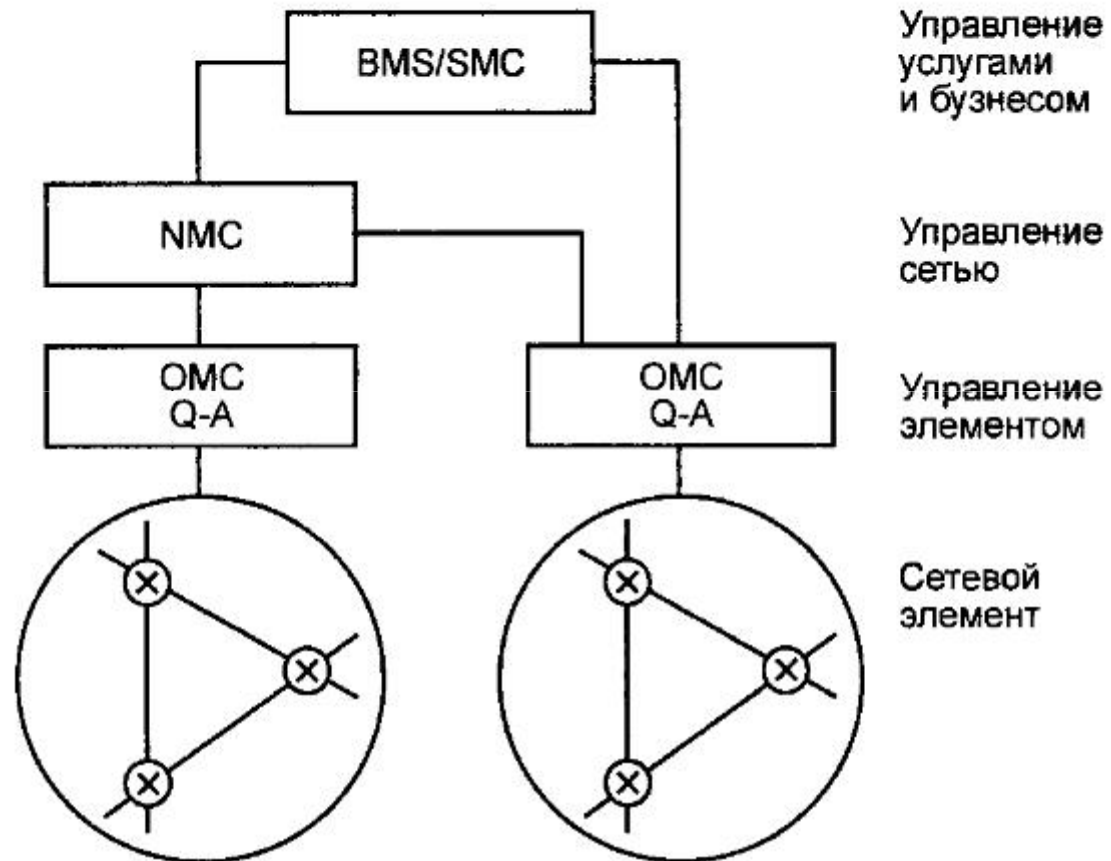 BMS/SMC
Управление
услугами
и бузнесом
NMC
Управление
сетью
OMC
Q-A
OMC
Q-A
Управление
элементом
Сетевой
элемент